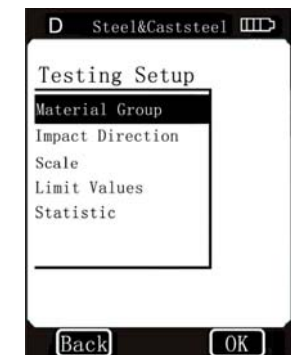 D Steel&Caststeel
Testing Setup
Material Group
Impact Direction
Scale
Limit Values
Statistic
Back OK